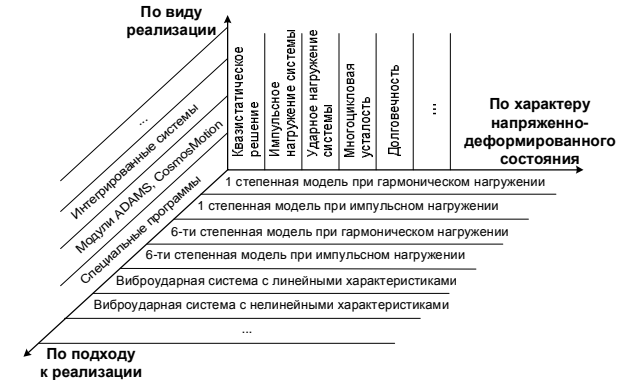 По виду
реализации
...
Интегрированные системы
Модули ADAMS, CosmosMotion
Специальные программы
Квазистатическое
решение
Импульсное
нагружение системы
Ударное нагружение
системы
Многоцикловая
усталость
Долговечность
...
По характеру
напряженно-
деформированного
состояния
1 степенная модель при гармоническом нагружении
1 степенная модель при импульсном нагружении
6-ти степенная модель при гармоническом нагружении
6-ти степенная модель при импульсном нагружении
Виброударная система с линейными характеристиками
Виброударная система с нелинейными характеристиками
...
По подходу
к реализации